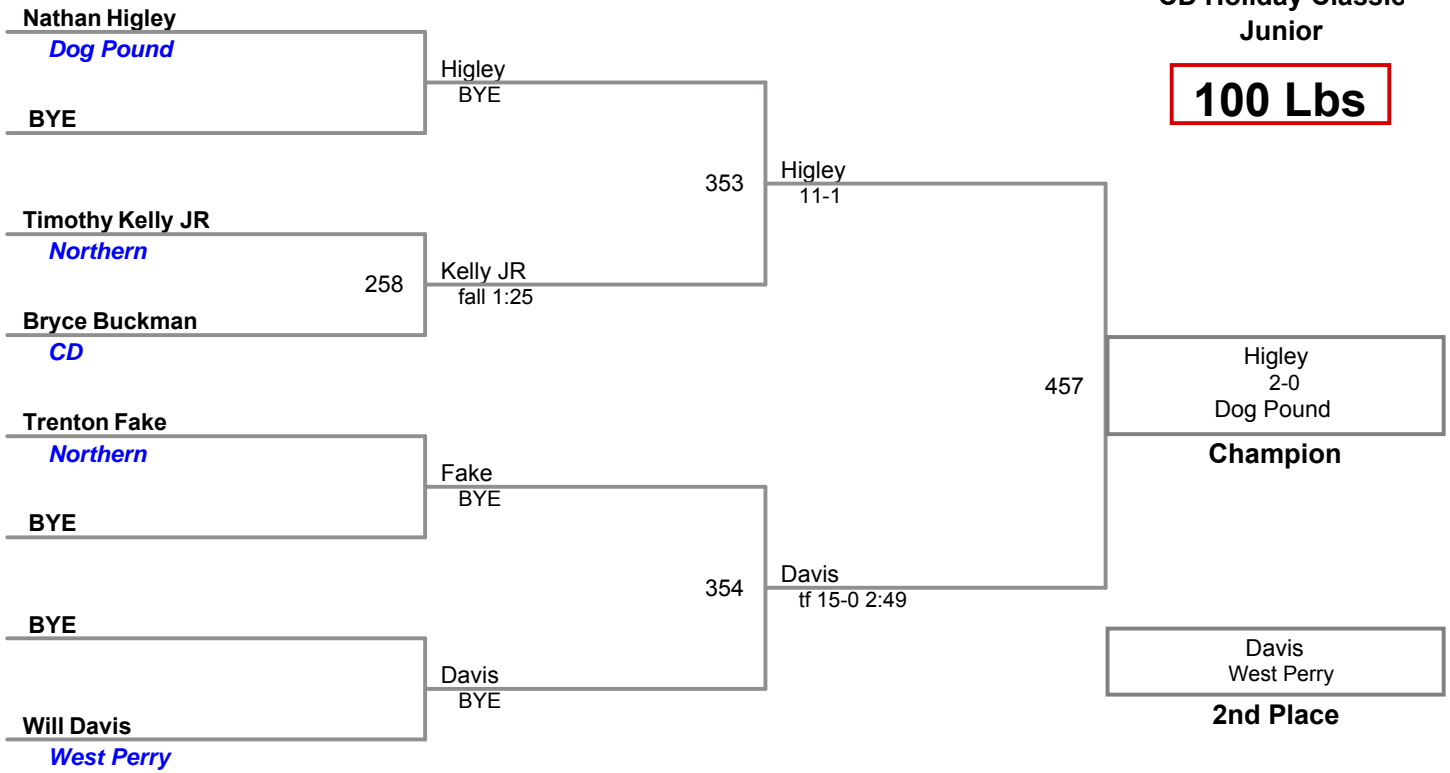 CB Holiday Classic
Junior
100 Lbs
Nathan Higley
Dog Pound
BYE
Higley
BYE
Timothy Kelly JR
Northern
Bryce Buckman
CD
258
Kelly JR
fall 1:25
353
Higley
11-1
Trenton Fake
Northern
BYE
Fake
BYE
BYE
Will Davis
West Perry
Davis
BYE
354
Davis
tf 15-0 2:49
457
Higley
2-0
Dog Pound
Champion
Davis
West Perry
2nd Place